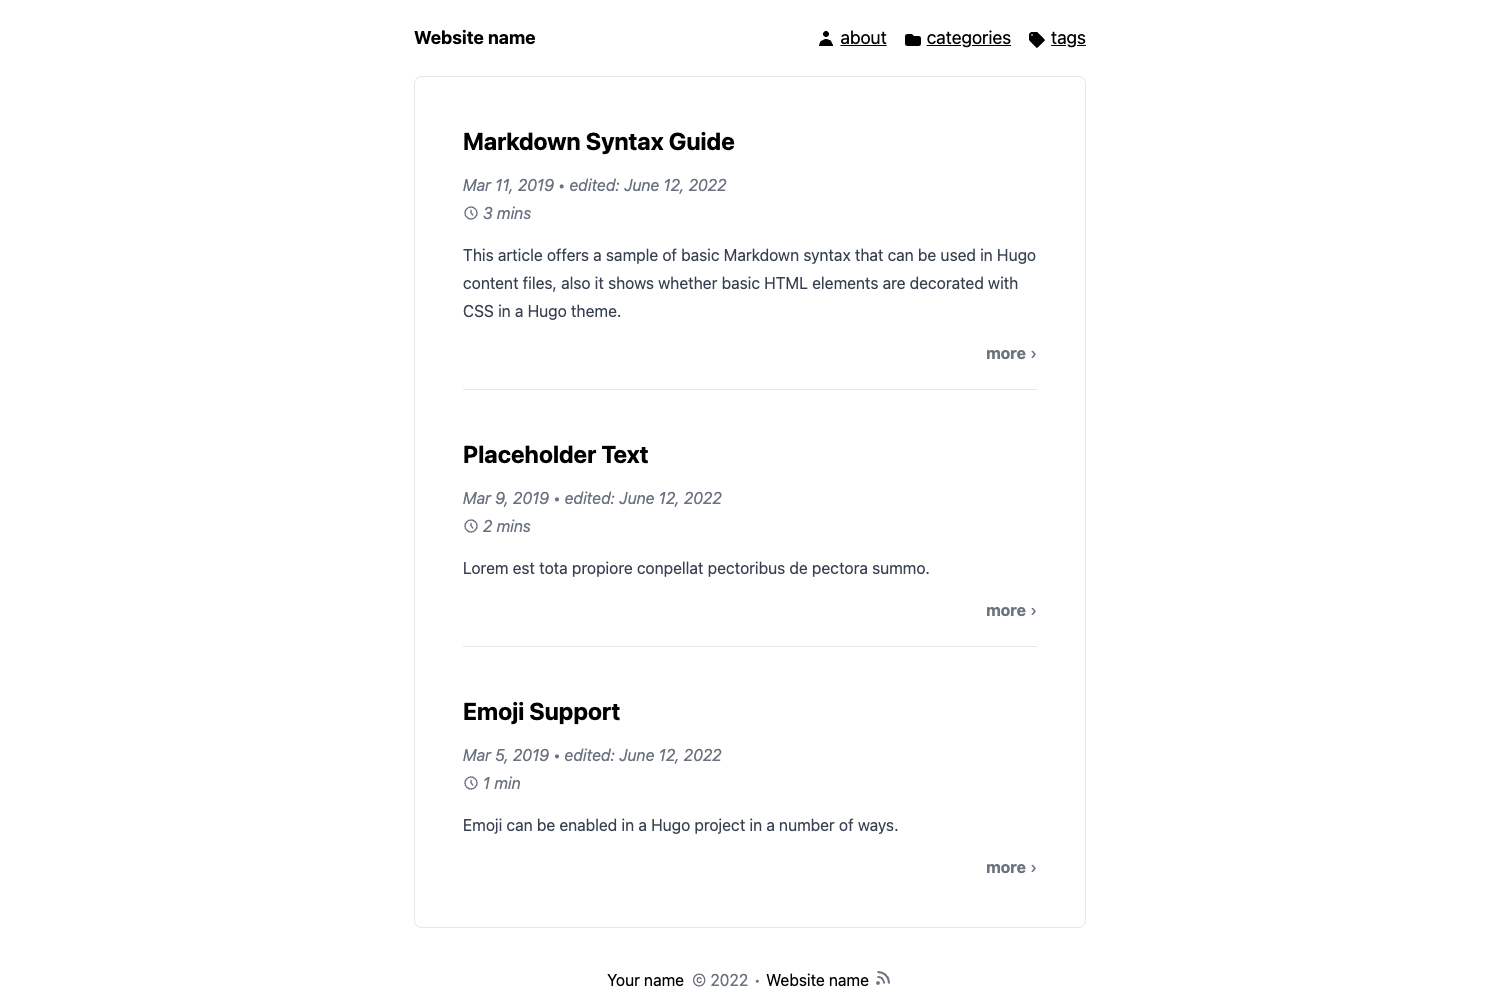 Website name
about categories tags
Markdown Syntax Guide
Mar 11, 2019 • edited: June 12, 2022
3 mins
This article offers a sample of basic Markdown syntax that can be used in Hugo
content files, also it shows whether basic HTML elements are decorated with
CSS in a Hugo theme.
more ›
Placeholder Text
Mar 9, 2019 • edited: June 12, 2022
2 mins
Lorem est tota propiore conpellat pectoribus de pectora summo.
more ›
Emoji Support
Mar 5, 2019 • edited: June 12, 2022
1 min
Emoji can be enabled in a Hugo project in a number of ways.
more ›
Your name © 2022 · Website name